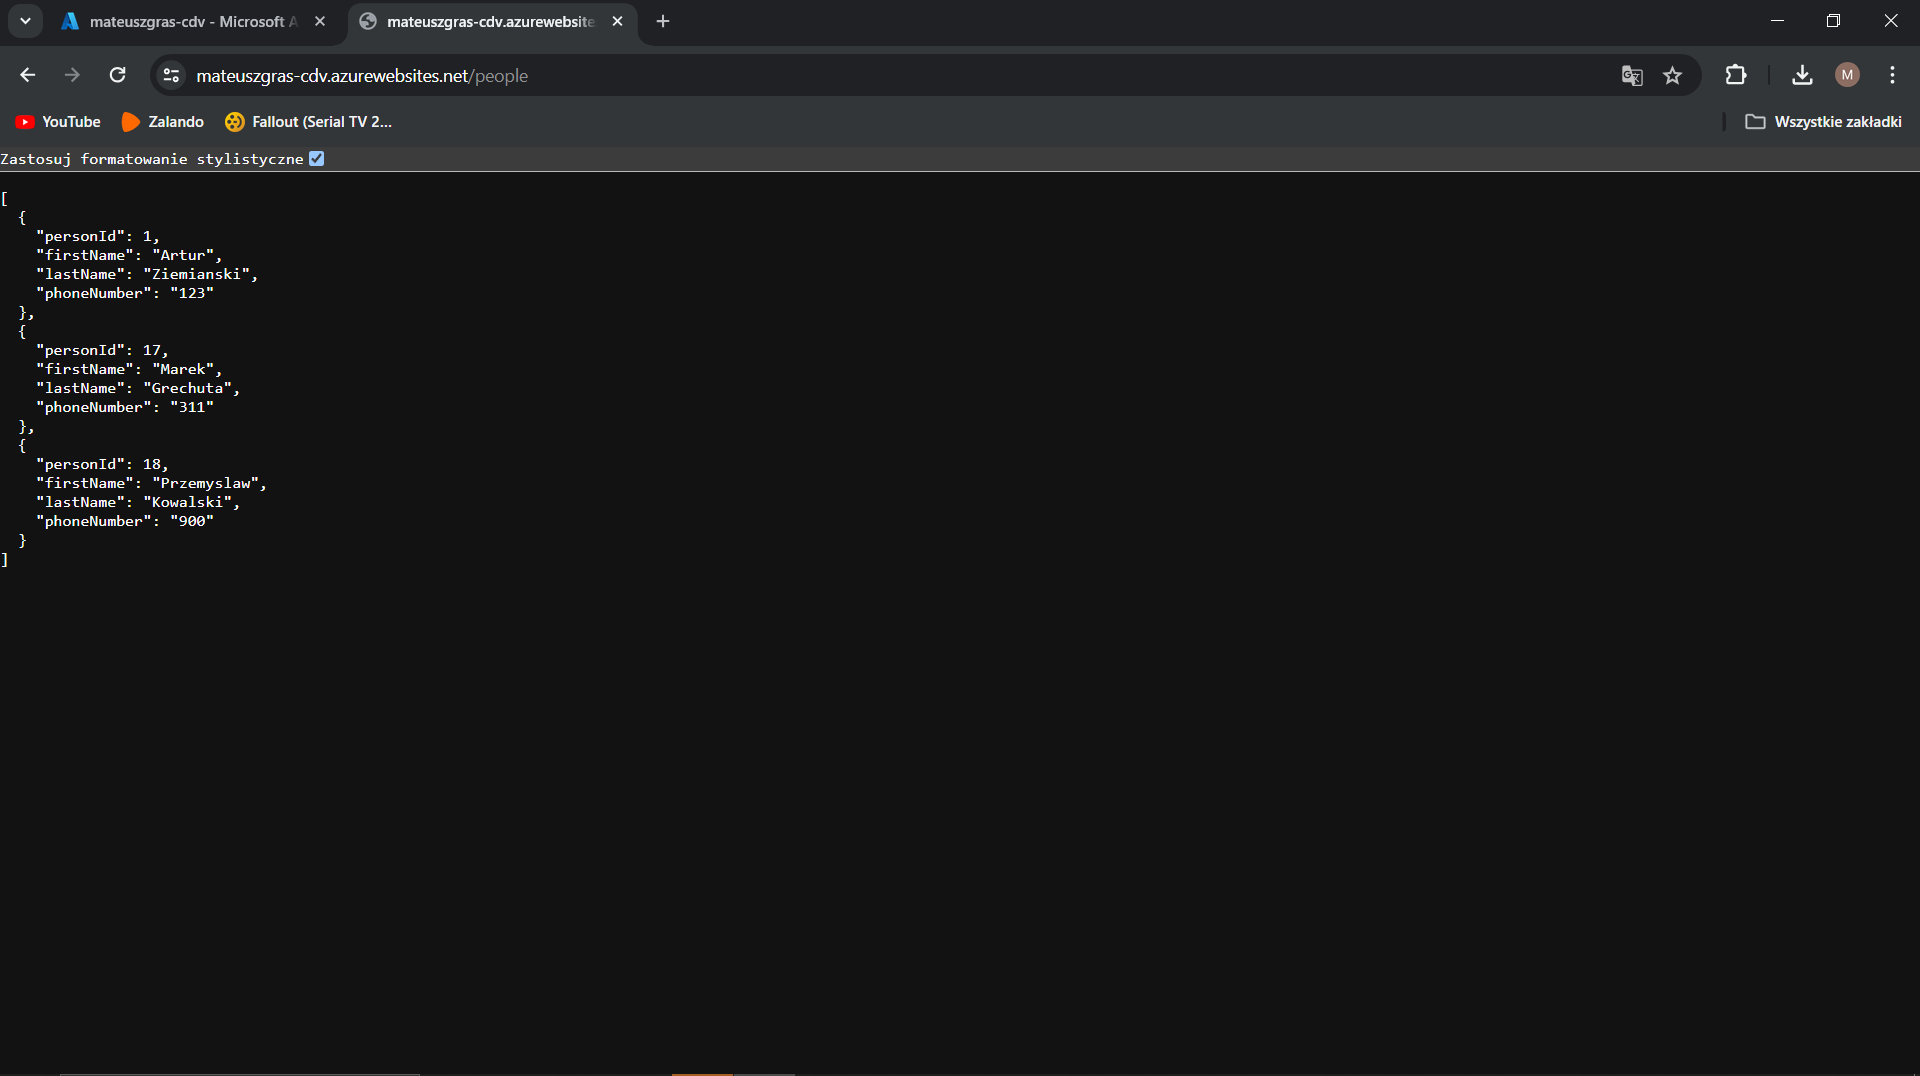 mateuszgras-cdv - Microsoft A
mateuszgras-cdv.azurewebsite
mateuszgras-cdv.azurewebsites.net/people
M
YouTube
Zalando
Fallout (Serial TV 2...
Wszystkie zakładki
Zastosuj formatowanie stylistyczne
[
  {
    "personId": 1,
    "firstName": "Artur",
    "lastName": "Ziemianski",
    "phoneNumber": "123"
  },
  {
    "personId": 17,
    "firstName": "Marek",
    "lastName": "Grechuta",
    "phoneNumber": "311"
  },
  {
    "personId": 18,
    "firstName": "Przemyslaw",
    "lastName": "Kowalski",
    "phoneNumber": "900"
  }
]